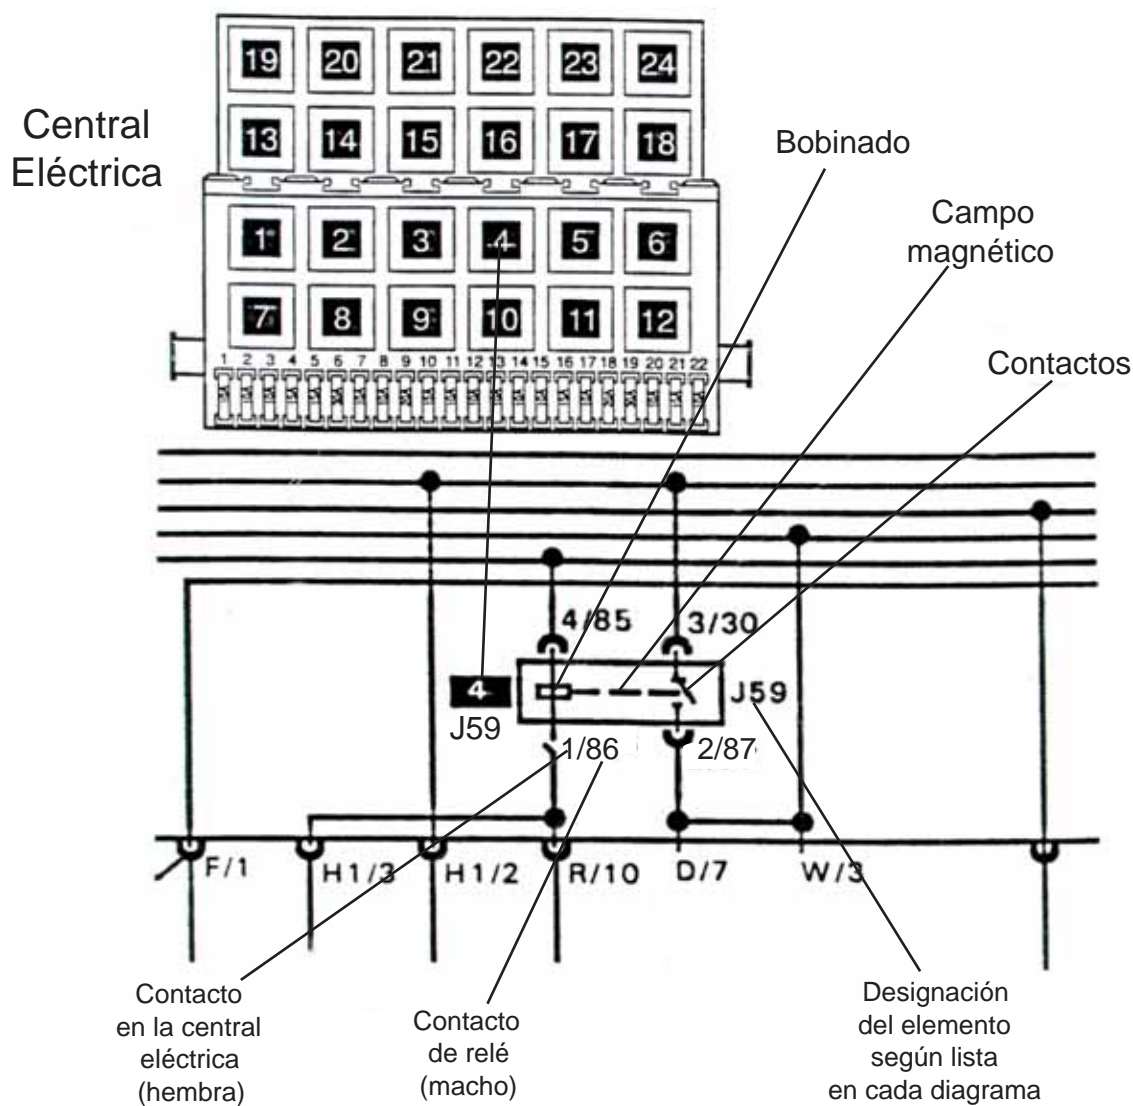 19 20 21 22 23 24
Central
Eléctrica
13 14 15 16 17 18
Bobinado
1 2 3 4 5 6
Campo
magnético
7 8 9 10 11 12
Contactos
1 2 3 4 5 6 7 8 9 10 11 12 13 14 15 16 17 18 19 20 21 22
4/85 3/30
4 J59
J59
1/86 2/87
F/1 H1/3 H1/2 R/10 D/7 W/3
Contacto
en la central
eléctrica
(hembra)
Contacto
de relé
(macho)
Designación
del elemento
según lista
en cada diagrama